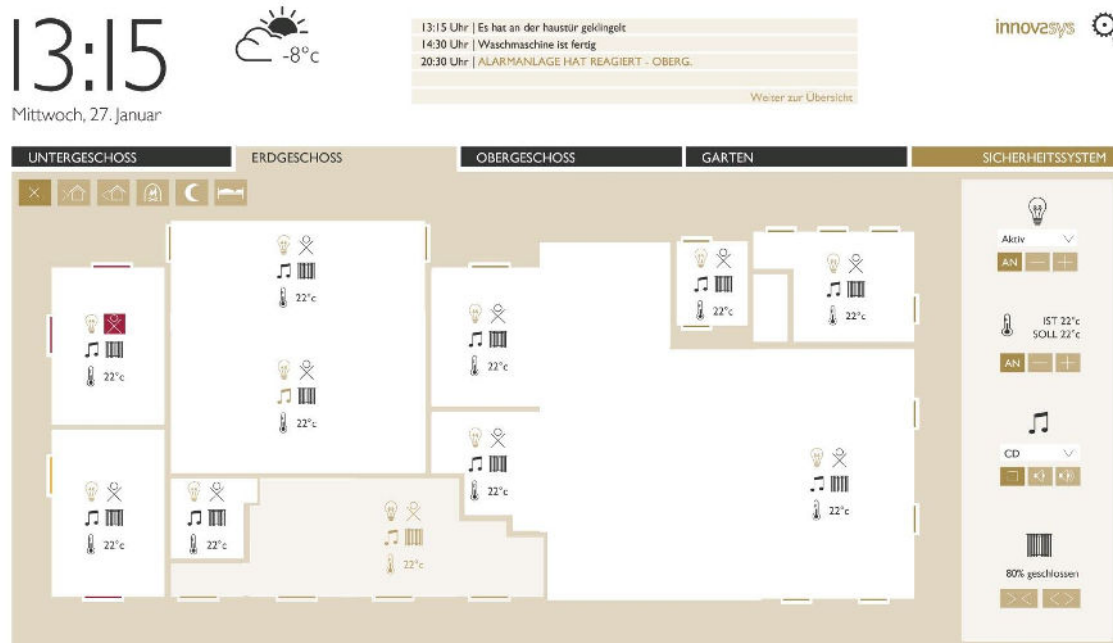 13:15
Mittwoch, 27. Januar
-8°c
13:15 Uhr | Es hat an der haustür geklingelt
14:30 Uhr | Waschmaschine ist fertig
20:30 Uhr | ALARMANLAGE HAT REAGIERT - OBERG.
Weiter zur Übersicht
innovasys
UNTERGESCHOSS
ERDGESCHOSS
OBERGESCHOSS
GARTEN
SICHERHEITSSYSTEM
22°c
22°c
22°c
22°c
22°c
22°c
22°c
22°c
22°c
22°c
22°c
Aktiv
AN
IST 22°c
SOLL 22°c
AN
CD
80% geschlossen